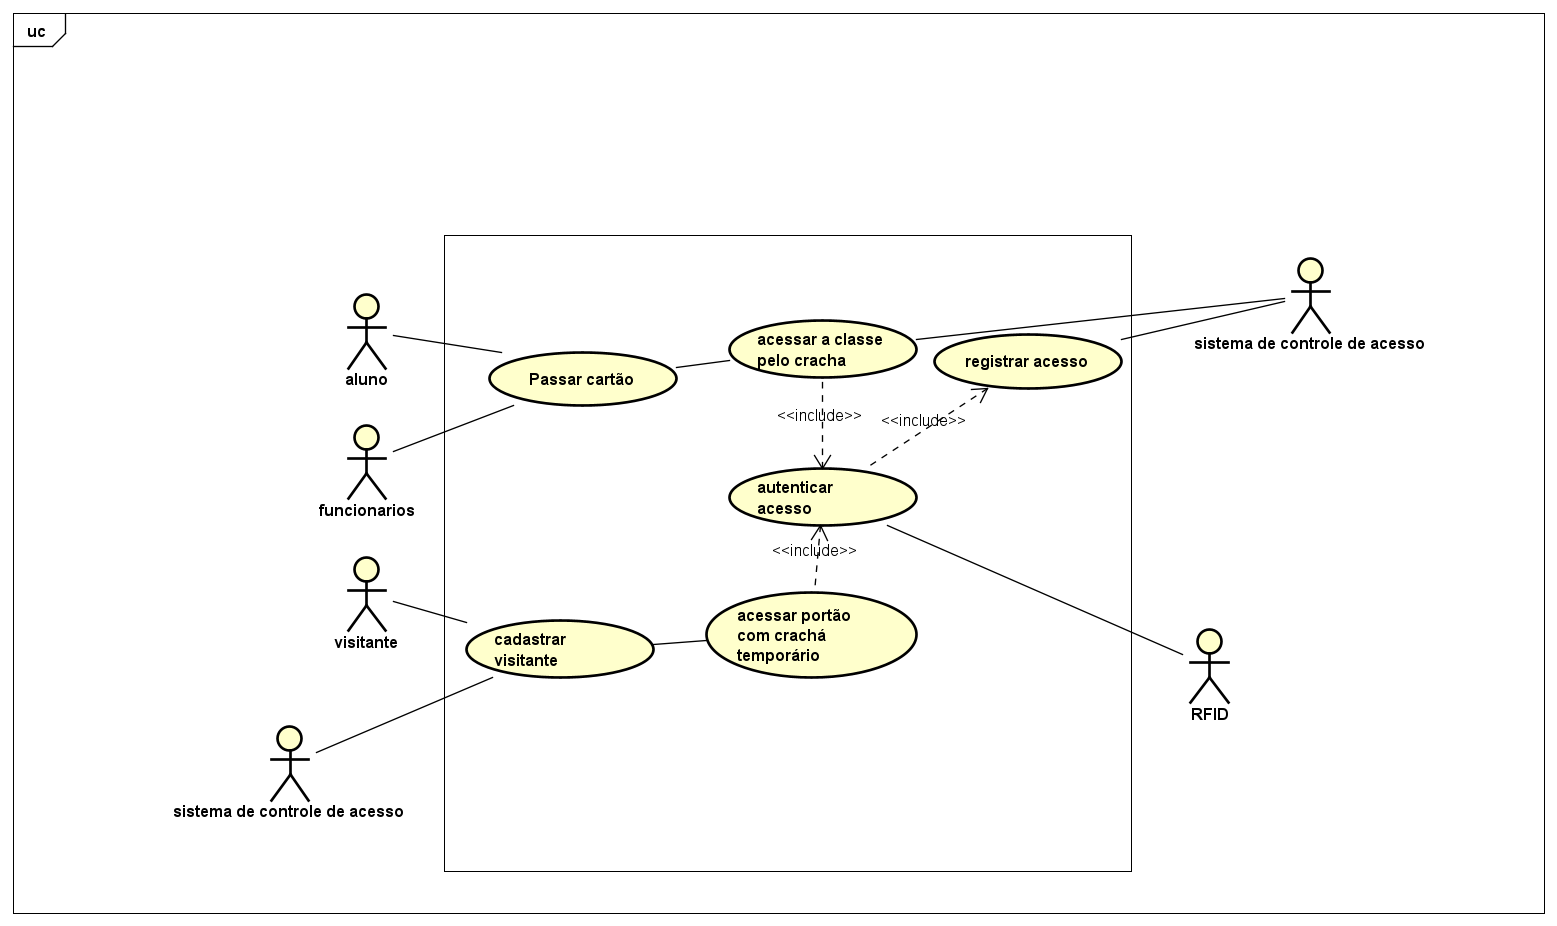 uc
aluno
funcionarios
visitante
sistema de controle de acesso
Passar cartão
acessar a classe
pelo cracha
registrar acesso
<<include>>
<<include>>
autenticar
acesso
<<include>>
cadastrar
visitante
acessar portão
com crachá
temporário
sistema de controle de acesso
RFID